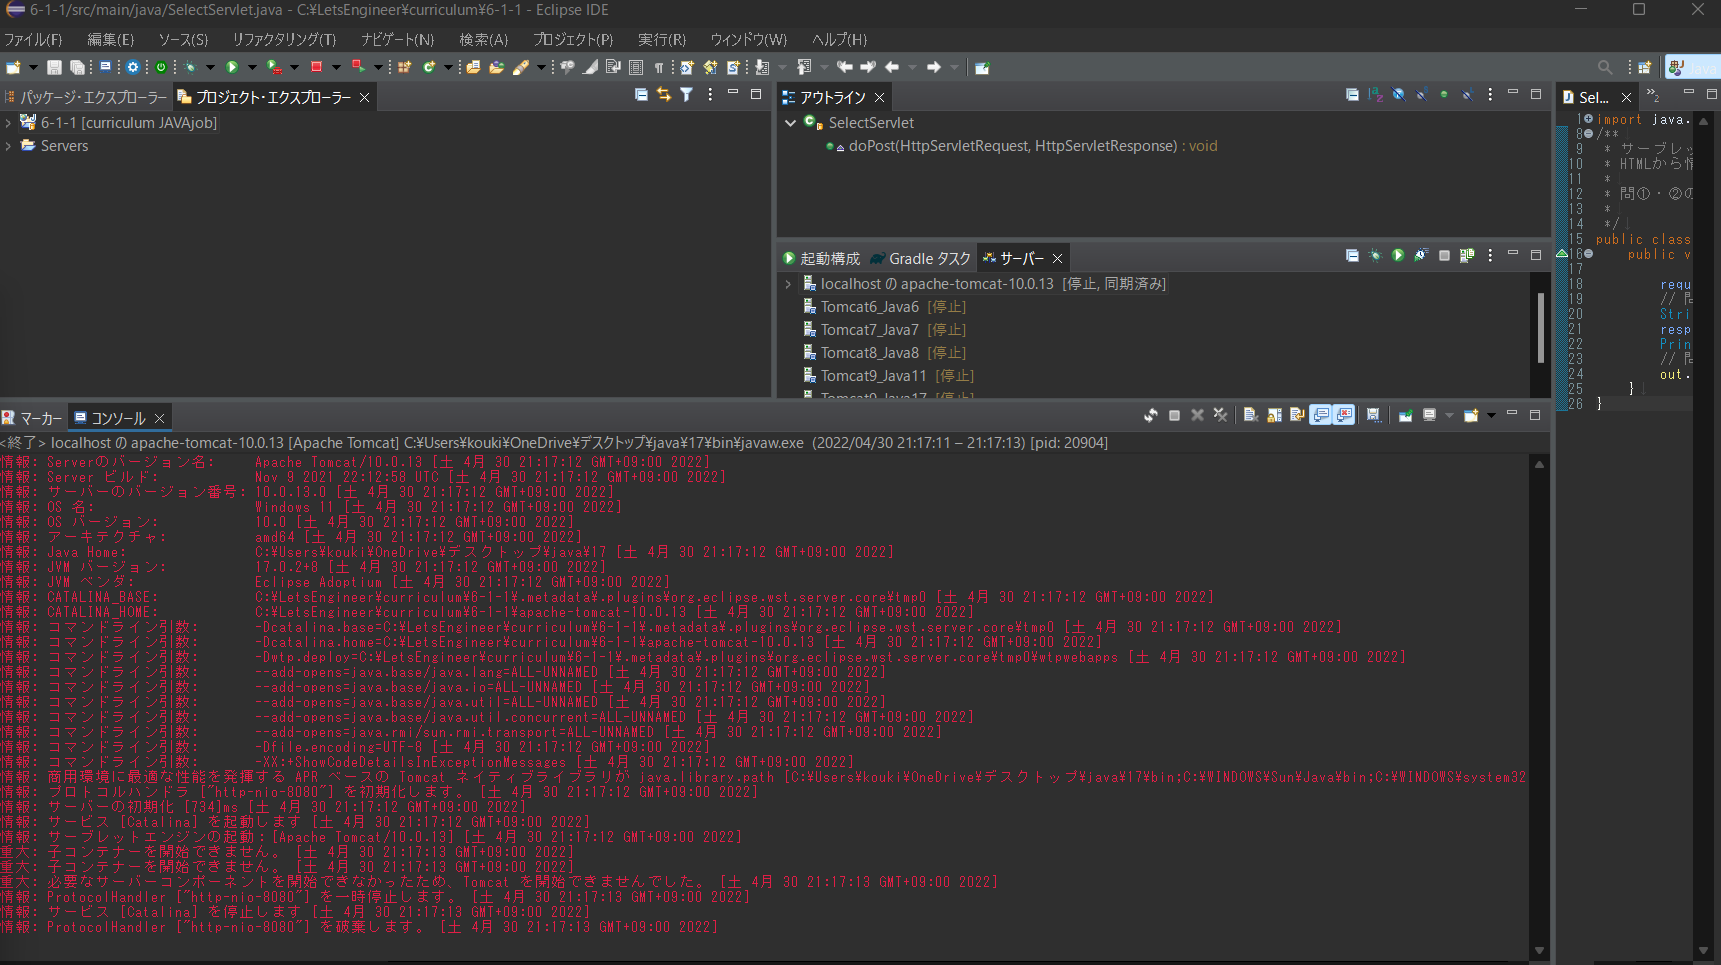 6-1-1/src/main/java/SelectServlet.java - C:¥LetsEngineer¥curriculum¥6-1-1 - Eclipse IDE
ファイル(F) 編集(E) ソース(S) リファクタリング(T) ナビゲート(N) 検索(A) プロジェクト(P) 実行(R) ウィンドウ(W) ヘルプ(H)
Java
パッケージ・エクスプローラー プロジェクト・エクスプローラー
6-1-1 [curriculum JAVAjob]
Servers
アウトライン
SelectServlet
doPost(HttpServletRequest, HttpServletResponse) : void
起動構成 Gradle タスク サーバー
localhost の apache-tomcat-10.0.13 [停止, 同期済み]
Tomcat6_Java6 [停止]
Tomcat7_Java7 [停止]
Tomcat8_Java8 [停止]
Tomcat9_Java11 [停止]
Tomcat9_Java17 [停止]
Sel... 2
1 import java.
8 /**
9 * サーブレッ
10 * HTMLから情
11 *
12 * 問①・②の
13 *
14 */
15 public class
16 public v
17
18 requ
19 // 問
20 Stri
21 resp
22 Prin
23 // 問
24 out.
25 }
26 }
マーカー コンソール
<終了> localhost の apache-tomcat-10.0.13 [Apache Tomcat] C:¥Users¥kouki¥OneDrive¥デスクトップ¥java¥17¥bin¥javaw.exe (2022/04/30 21:17:11 – 21:17:13) [pid: 20904]
情報: Serverのバージョン名: Apache Tomcat/10.0.13 [土 4月 30 21:17:12 GMT+09:00 2022]
情報: Server ビルド: Nov 9 2021 22:12:58 UTC [土 4月 30 21:17:12 GMT+09:00 2022]
情報: サーバーのバージョン番号: 10.0.13.0 [土 4月 30 21:17:12 GMT+09:00 2022]
情報: OS 名: Windows 11 [土 4月 30 21:17:12 GMT+09:00 2022]
情報: OS バージョン: 10.0 [土 4月 30 21:17:12 GMT+09:00 2022]
情報: アーキテクチャ: amd64 [土 4月 30 21:17:12 GMT+09:00 2022]
情報: Java Home: C:¥Users¥kouki¥OneDrive¥デスクトップ¥java¥17 [土 4月 30 21:17:12 GMT+09:00 2022]
情報: JVM バージョン: 17.0.2+8 [土 4月 30 21:17:12 GMT+09:00 2022]
情報: JVM ベンダ: Eclipse Adoptium [土 4月 30 21:17:12 GMT+09:00 2022]
情報: CATALINA_BASE: C:¥LetsEngineer¥curriculum¥6-1-1¥.metadata¥.plugins¥org.eclipse.wst.server.core¥tmp0 [土 4月 30 21:17:12 GMT+09:00 2022]
情報: CATALINA_HOME: C:¥LetsEngineer¥curriculum¥6-1-1¥apache-tomcat-10.0.13 [土 4月 30 21:17:12 GMT+09:00 2022]
情報: コマンドライン引数: -Dcatalina.base=C:¥LetsEngineer¥curriculum¥6-1-1¥.metadata¥.plugins¥org.eclipse.wst.server.core¥tmp0 [土 4月 30 21:17:12 GMT+09:00 2022]
情報: コマンドライン引数: -Dcatalina.home=C:¥LetsEngineer¥curriculum¥6-1-1¥apache-tomcat-10.0.13 [土 4月 30 21:17:12 GMT+09:00 2022]
情報: コマンドライン引数: -Dwtp.deploy=C:¥LetsEngineer¥curriculum¥6-1-1¥.metadata¥.plugins¥org.eclipse.wst.server.core¥tmp0¥wtpwebapps [土 4月 30 21:17:12 GMT+09:00 2022]
情報: コマンドライン引数: --add-opens=java.base/java.lang=ALL-UNNAMED [土 4月 30 21:17:12 GMT+09:00 2022]
情報: コマンドライン引数: --add-opens=java.base/java.io=ALL-UNNAMED [土 4月 30 21:17:12 GMT+09:00 2022]
情報: コマンドライン引数: --add-opens=java.base/java.util=ALL-UNNAMED [土 4月 30 21:17:12 GMT+09:00 2022]
情報: コマンドライン引数: --add-opens=java.base/java.util.concurrent=ALL-UNNAMED [土 4月 30 21:17:12 GMT+09:00 2022]
情報: コマンドライン引数: --add-opens=java.rmi/sun.rmi.transport=ALL-UNNAMED [土 4月 30 21:17:12 GMT+09:00 2022]
情報: コマンドライン引数: -Dfile.encoding=UTF-8 [土 4月 30 21:17:12 GMT+09:00 2022]
情報: コマンドライン引数: -XX:+ShowCodeDetailsInExceptionMessages [土 4月 30 21:17:12 GMT+09:00 2022]
情報: 商用環境に最適な性能を発揮する APR ベースの Tomcat ネイティブライブラリが java.library.path [C:¥Users¥kouki¥OneDrive¥デスクトップ¥java¥17¥bin;C:¥WINDOWS¥Sun¥Java¥bin;C:¥WINDOWS¥system32
情報: プロトコルハンドラ ["http-nio-8080"] を初期化します。 [土 4月 30 21:17:12 GMT+09:00 2022]
情報: サーバーの初期化 [734]ms [土 4月 30 21:17:12 GMT+09:00 2022]
情報: サービス [Catalina] を起動します [土 4月 30 21:17:12 GMT+09:00 2022]
情報: サーブレットエンジンの起動：[Apache Tomcat/10.0.13] [土 4月 30 21:17:12 GMT+09:00 2022]
重大: 子コンテナーを開始できません。 [土 4月 30 21:17:13 GMT+09:00 2022]
重大: 子コンテナーを開始できません。 [土 4月 30 21:17:13 GMT+09:00 2022]
重大: 必要なサーバーコンポーネントを開始できなかったため、Tomcat を開始できませんでした。 [土 4月 30 21:17:13 GMT+09:00 2022]
情報: ProtocolHandler ["http-nio-8080"] を一時停止します。 [土 4月 30 21:17:13 GMT+09:00 2022]
情報: サービス [Catalina] を停止します [土 4月 30 21:17:13 GMT+09:00 2022]
情報: ProtocolHandler ["http-nio-8080"] を破棄します。 [土 4月 30 21:17:13 GMT+09:00 2022]